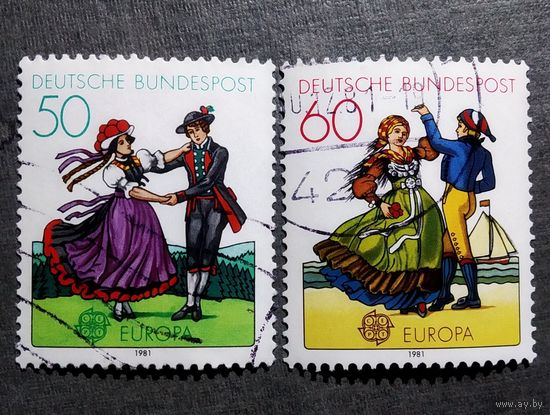 DEUTSCHE BUNDESPOST
50
EUROPA
1981
DEUTSCHE BUNDESPOST
60
42
EUROPA
1981
www.ay.by